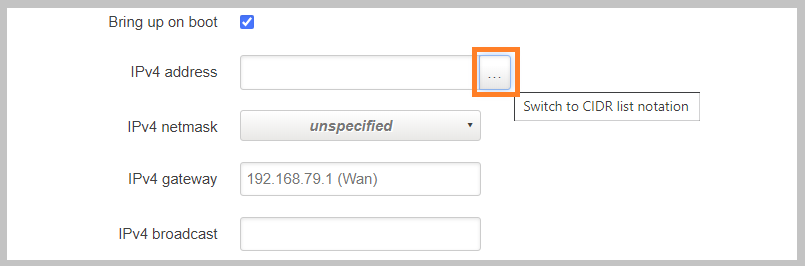 Bring up on boot
IPv4 address
...
Switch to CIDR list notation
IPv4 netmask
unspecified
IPv4 gateway
192.168.79.1 (Wan)
IPv4 broadcast